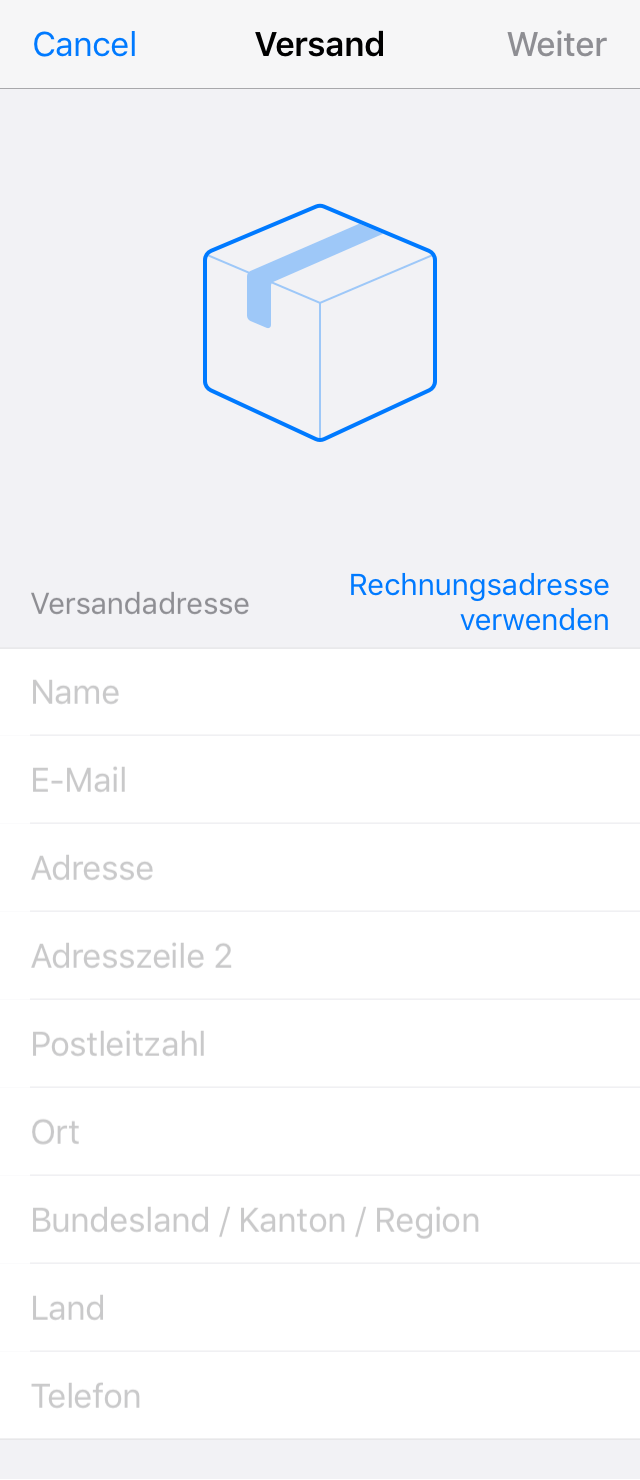 Cancel Versand Weiter
Versandadresse
Rechnungsadresse
verwenden
Name
E-Mail
Adresse
Adresszeile 2
Postleitzahl
Ort
Bundesland / Kanton / Region
Land
Telefon